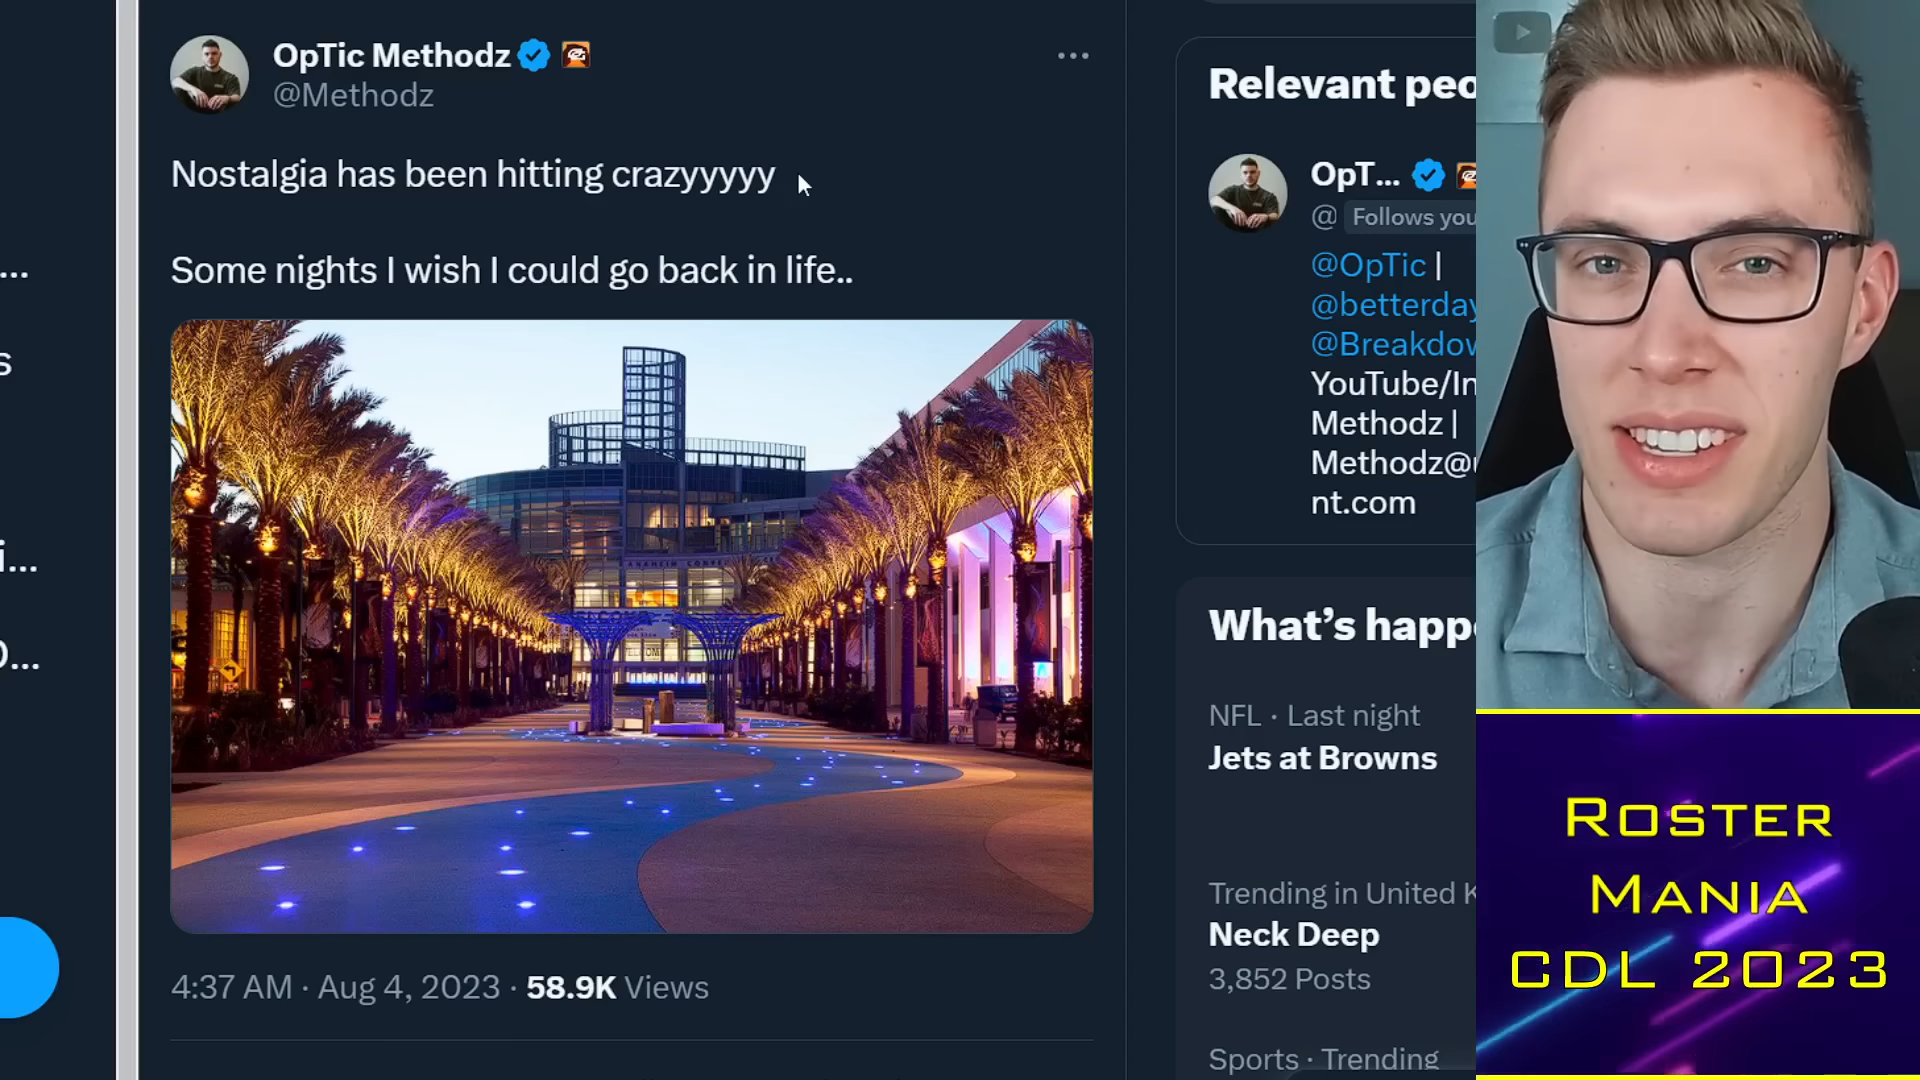 OpTic Methodz
@Methodz
Nostalgia has been hitting crazyyyyy
Some nights I wish I could go back in life..
4:37 AM · Aug 4, 2023 · 58.9K Views
...
s
i...
O...
Relevant peo
OpT...
@ Follows you
@OpTic |
@betterday
@Breakdow
YouTube/In
Methodz |
Methodz@u
nt.com
What’s happe
NFL · Last night
Jets at Browns
Trending in United K
Neck Deep
3,852 Posts
Sports · Trending
ROSTER
MANIA
CDL 2023